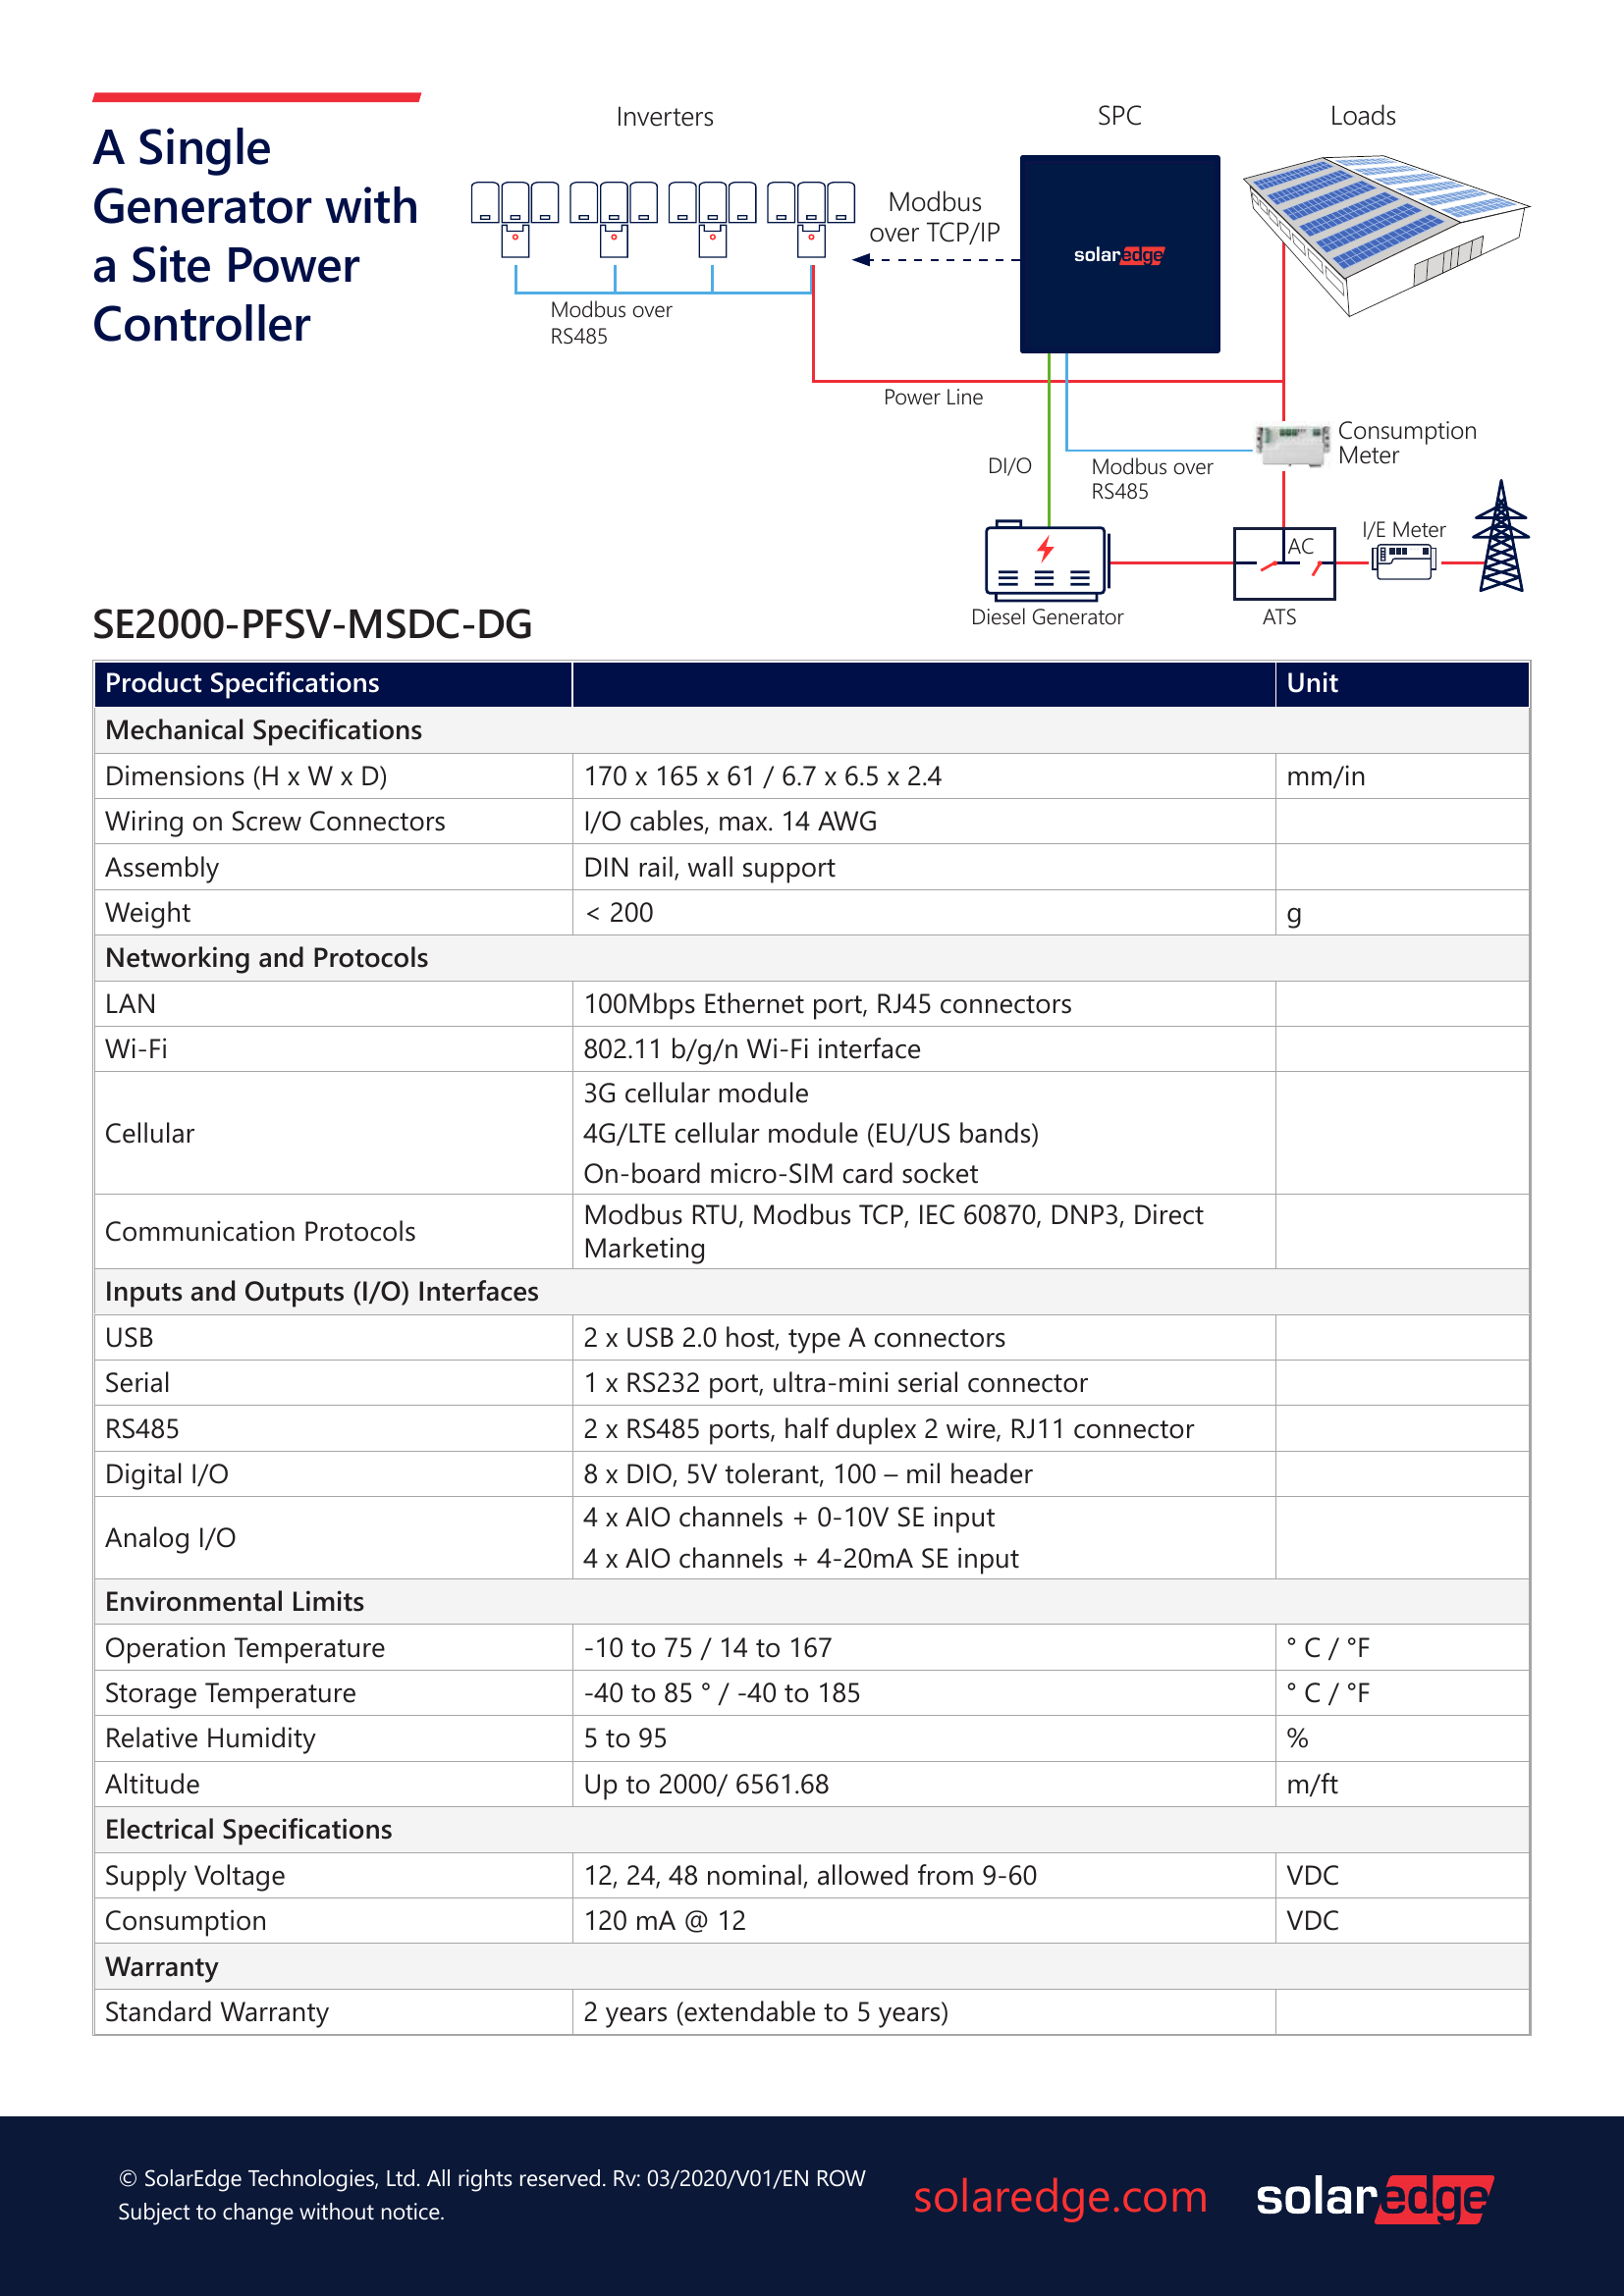 A Single
Generator with
a Site Power
Controller
Inverters
SPC
Loads
Modbus
over TCP/IP
solaredge
Modbus over
RS485
Power Line
Consumption
Meter
DI/O
Modbus over
RS485
I/E Meter
AC
Diesel Generator
ATS
SE2000-PFSV-MSDC-DG
Product Specifications Unit
Mechanical Specifications
Dimensions (H x W x D) 170 x 165 x 61 / 6.7 x 6.5 x 2.4 mm/in
Wiring on Screw Connectors I/O cables, max. 14 AWG
Assembly DIN rail, wall support
Weight < 200 g
Networking and Protocols
LAN 100Mbps Ethernet port, RJ45 connectors
Wi-Fi 802.11 b/g/n Wi-Fi interface
Cellular
3G cellular module
4G/LTE cellular module (EU/US bands)
On-board micro-SIM card socket
Communication Protocols
Modbus RTU, Modbus TCP, IEC 60870, DNP3, Direct
Marketing
Inputs and Outputs (I/O) Interfaces
USB 2 x USB 2.0 host, type A connectors
Serial 1 x RS232 port, ultra-mini serial connector
RS485 2 x RS485 ports, half duplex 2 wire, RJ11 connector
Digital I/O 8 x DIO, 5V tolerant, 100 – mil header
Analog I/O
4 x AIO channels + 0-10V SE input
4 x AIO channels + 4-20mA SE input
Environmental Limits
Operation Temperature -10 to 75 / 14 to 167 ° C / °F
Storage Temperature -40 to 85 ° / -40 to 185 ° C / °F
Relative Humidity 5 to 95 %
Altitude Up to 2000/ 6561.68 m/ft
Electrical Specifications
Supply Voltage 12, 24, 48 nominal, allowed from 9-60 VDC
Consumption 120 mA @ 12 VDC
Warranty
Standard Warranty 2 years (extendable to 5 years)
© SolarEdge Technologies, Ltd. All rights reserved. Rv: 03/2020/V01/EN ROW
Subject to change without notice.
solaredge.com
solaredge